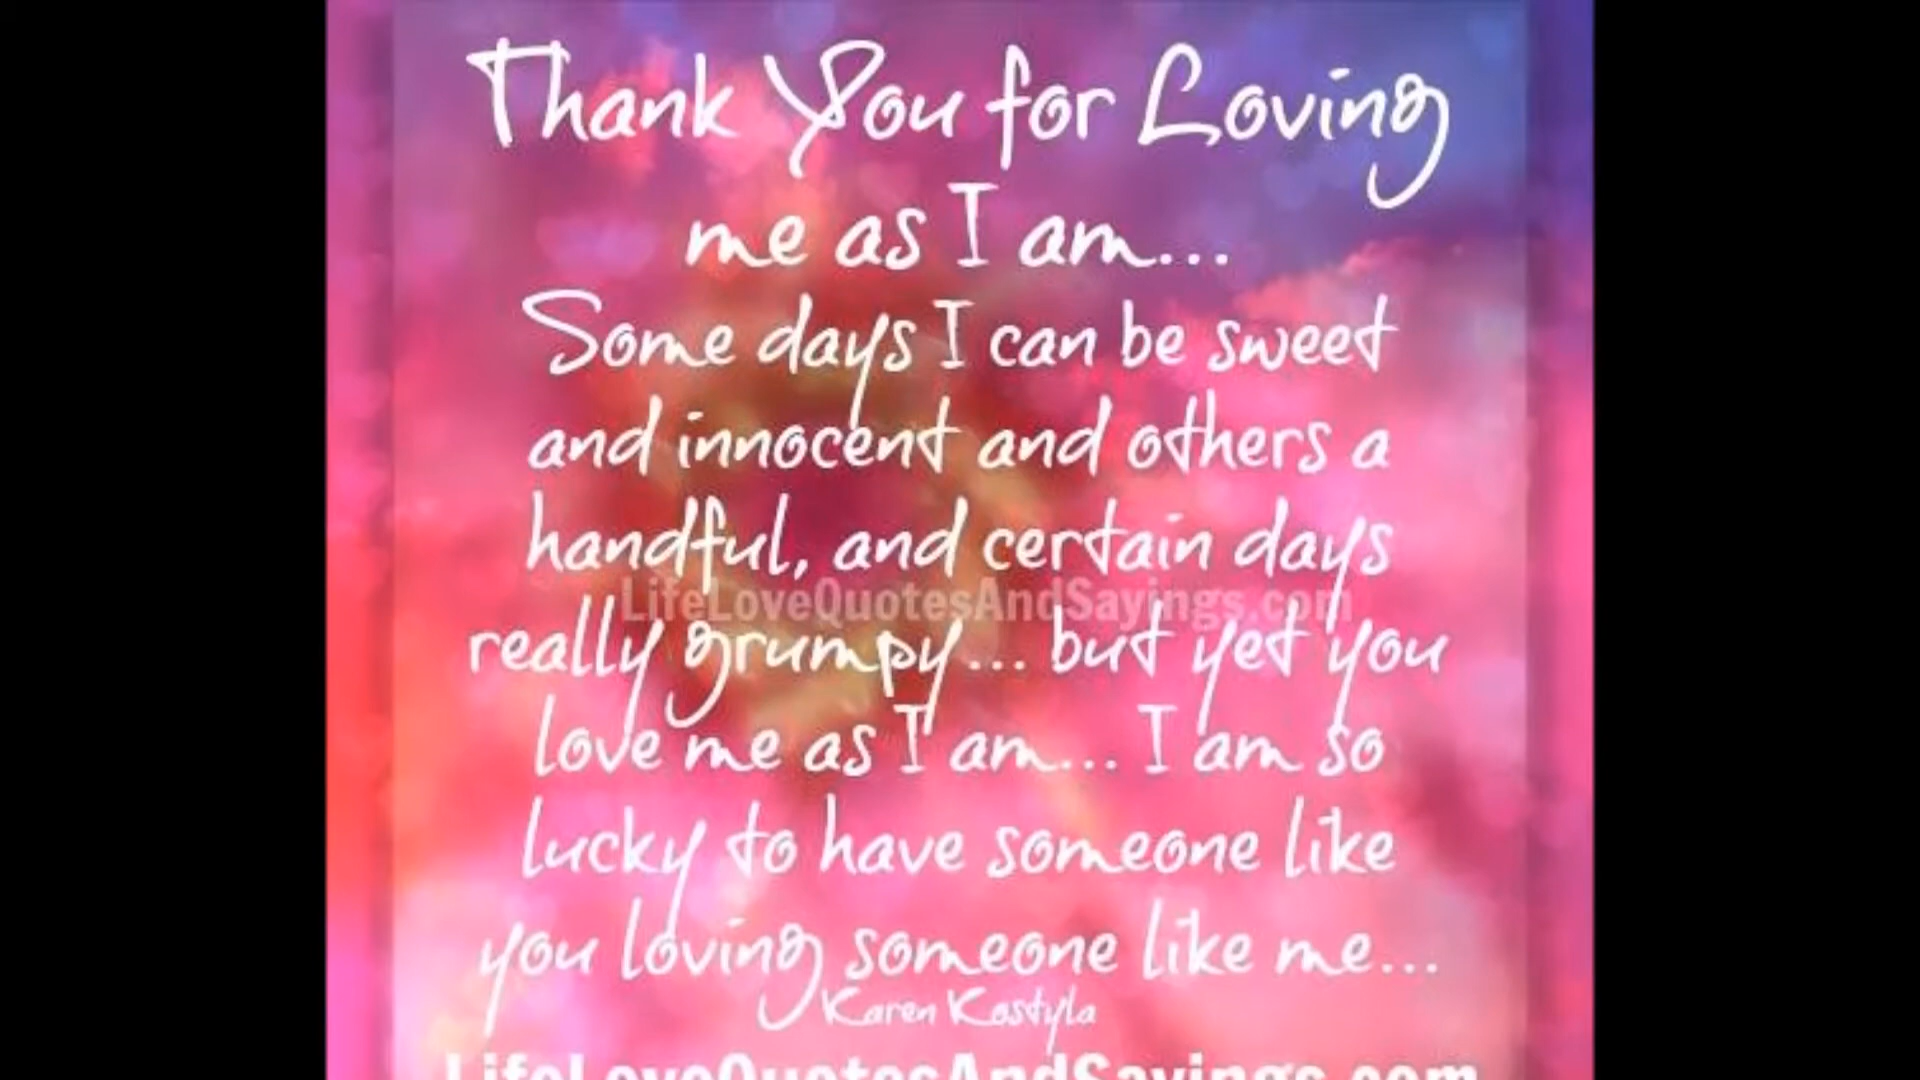 Thank You for Loving
me as I am...
Some days I can be sweet
and innocent and others a
handful, and certain days
LifeLoveQuotesAndSayings.com
really grumpy... but yet you
love me as I am... I am so
lucky to have someone like
you loving someone like me...
Karen Kostyla
LifeLoveQuotesAndSayings.com